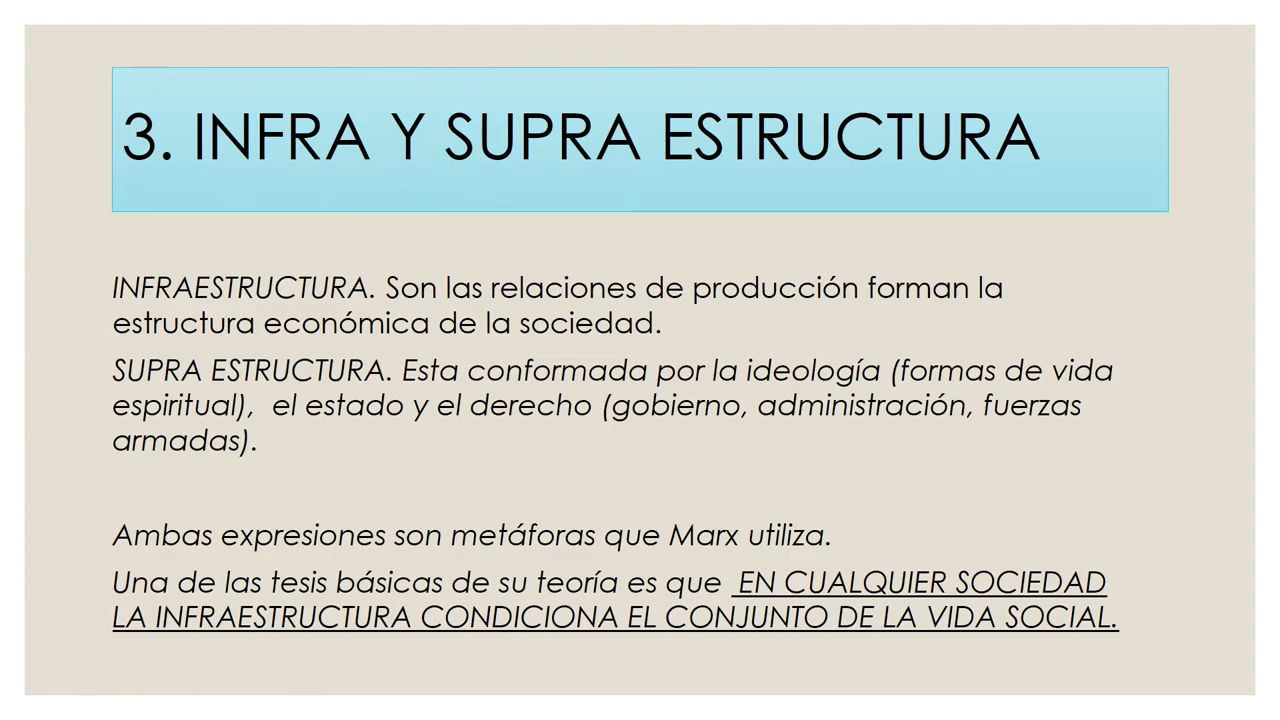 3. INFRA Y SUPRA ESTRUCTURA
INFRAESTRUCTURA. Son las relaciones de producción forman la
estructura económica de la sociedad.
SUPRA ESTRUCTURA. Esta conformada por la ideología (formas de vida
espiritual),  el estado y el derecho (gobierno, administración, fuerzas
armadas).
Ambas expresiones son metáforas que Marx utiliza.
Una de las tesis básicas de su teoría es que  EN CUALQUIER SOCIEDAD
LA INFRAESTRUCTURA CONDICIONA EL CONJUNTO DE LA VIDA SOCIAL.